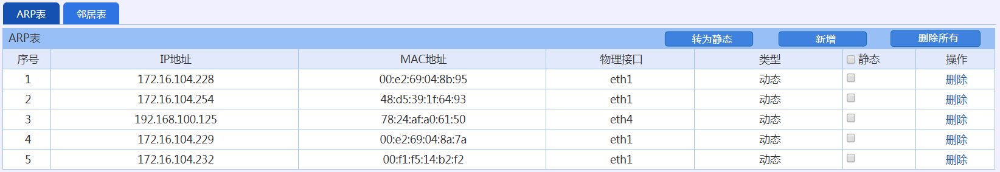 ARP表 邻居表
ARP表 转为静态 新增 删除所有
序号 IP地址 MAC地址 物理接口 类型 静态 操作
1 172.16.104.228 00:e2:69:04:8b:95 eth1 动态 删除
2 172.16.104.254 48:d5:39:1f:64:93 eth1 动态 删除
3 192.168.100.125 78:24:af:a0:61:50 eth4 动态 删除
4 172.16.104.229 00:e2:69:04:8a:7a eth1 动态 删除
5 172.16.104.232 00:f1:f5:14:b2:f2 eth1 动态 删除